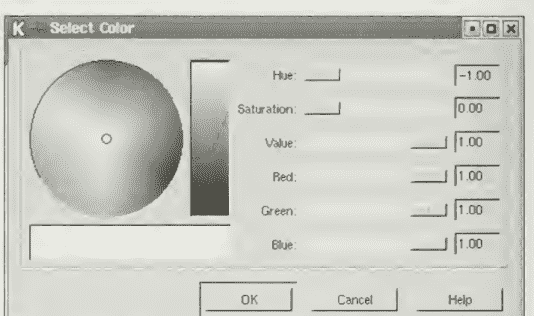 K Select Color
Hue: -1.00
Saturation: 0.00
Value: 1.00
Red: 1.00
Green: 1.00
Blue: 1.00
OK Cancel Help